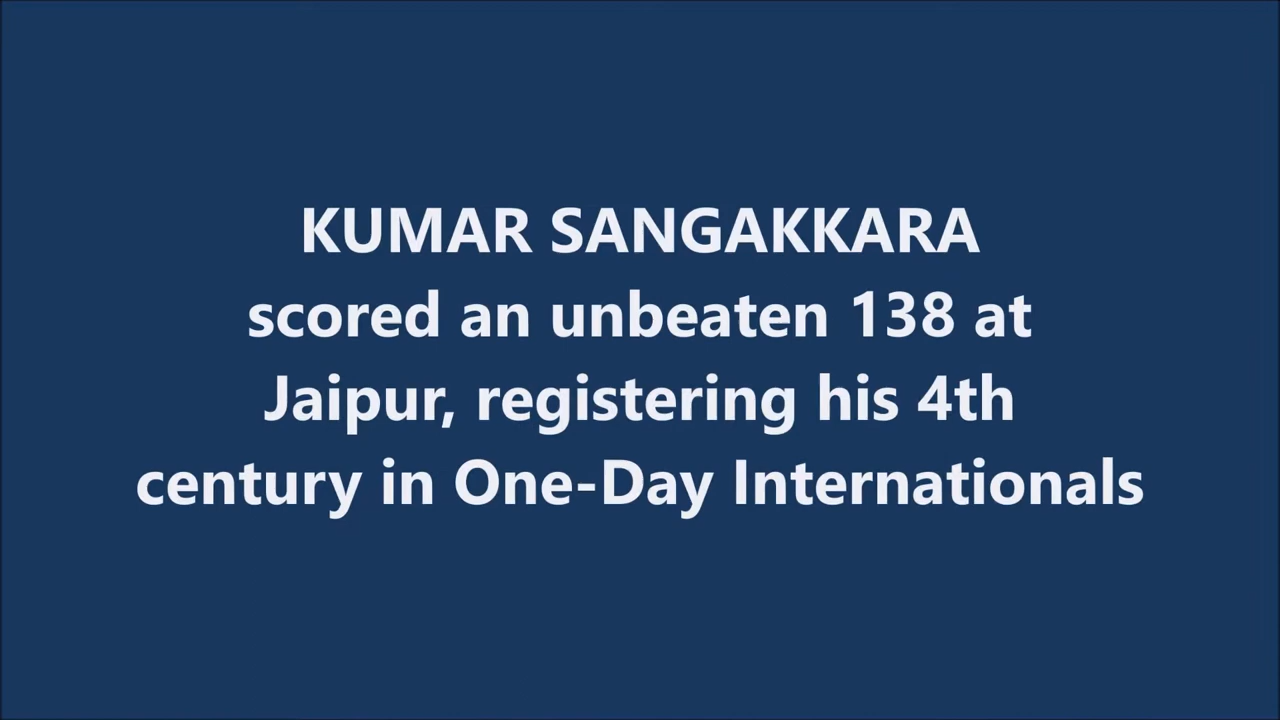 KUMAR SANGAKKARA
scored an unbeaten 138 at
Jaipur, registering his 4th
century in One-Day Internationals